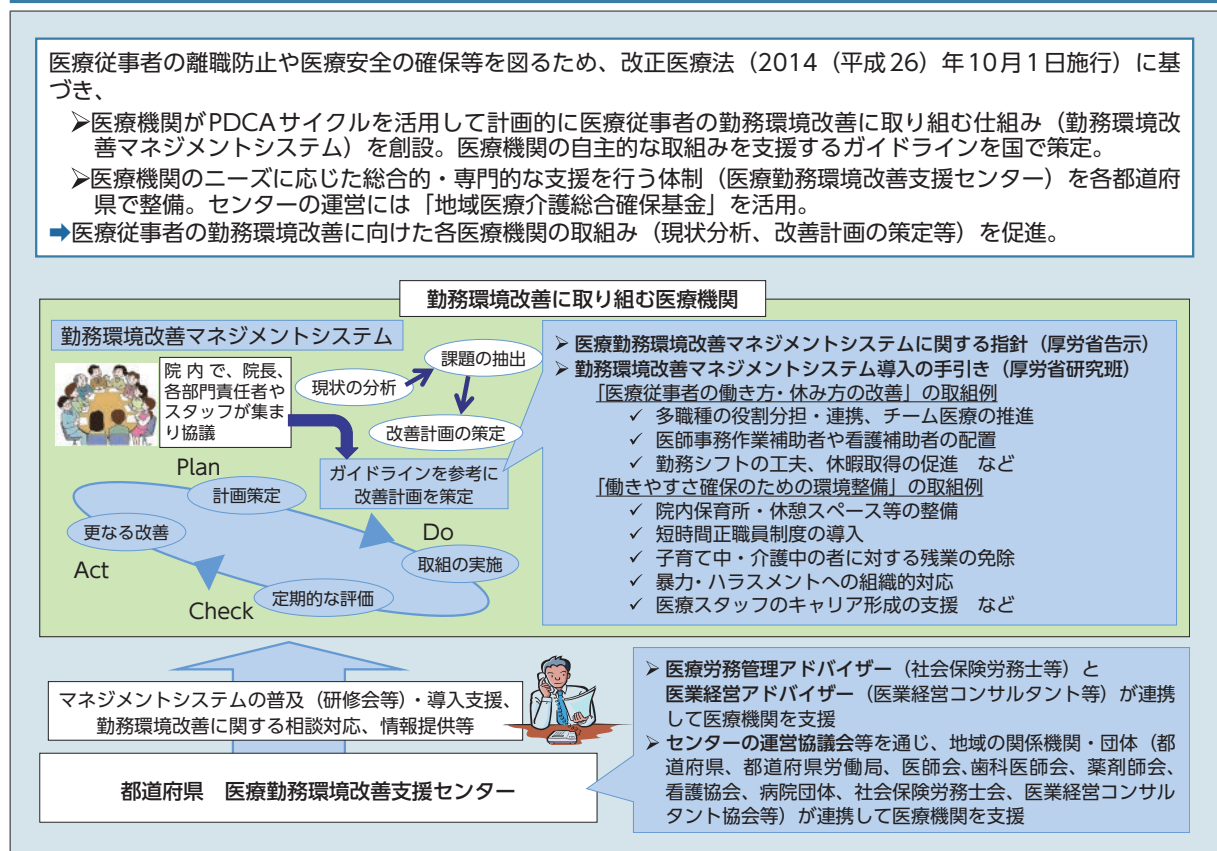 医療従事者の離職防止や医療安全の確保等を図るため、改正医療法（2014（平成26）年10月1日施行）に基
づき、
➢医療機関がPDCAサイクルを活用して計画的に医療従事者の勤務環境改善に取り組む仕組み（勤務環境改
善マネジメントシステム）を創設。医療機関の自主的な取組みを支援するガイドラインを国で策定。
➢医療機関のニーズに応じた総合的・専門的な支援を行う体制（医療勤務環境改善支援センター）を各都道府
県で整備。センターの運営には「地域医療介護総合確保基金」を活用。
➡医療従事者の勤務環境改善に向けた各医療機関の取組み（現状分析、改善計画の策定等）を促進。
勤務環境改善に取り組む医療機関
勤務環境改善マネジメントシステム
院内で、院長、
各部門責任者や
スタッフが集ま
り協議
現状の分析
課題の抽出
改善計画の策定
ガイドラインを参考に
改善計画を策定
Plan
計画策定
Do
取組の実施
Check
定期的な評価
Act
更なる改善
➢ 医療勤務環境改善マネジメントシステムに関する指針（厚労省告示）
➢ 勤務環境改善マネジメントシステム導入の手引き（厚労省研究班）
「医療従事者の働き方・休み方の改善」の取組例
✓ 多職種の役割分担・連携、チーム医療の推進
✓ 医師事務作業補助者や看護補助者の配置
✓ 勤務シフトの工夫、休暇取得の促進　など
「働きやすさ確保のための環境整備」の取組例
✓ 院内保育所・休憩スペース等の整備
✓ 短時間正職員制度の導入
✓ 子育て中・介護中の者に対する残業の免除
✓ 暴力・ハラスメントへの組織的対応
✓ 医療スタッフのキャリア形成の支援　など
マネジメントシステムの普及（研修会等）・導入支援、
勤務環境改善に関する相談対応、情報提供等
都道府県　医療勤務環境改善支援センター
➢ 医療労務管理アドバイザー（社会保険労務士等）と
医業経営アドバイザー（医業経営コンサルタント等）が連携
して医療機関を支援
➢ センターの運営協議会等を通じ、地域の関係機関・団体（都
道府県、都道府県労働局、医師会、歯科医師会、薬剤師会、
看護協会、病院団体、社会保険労務士会、医業経営コンサル
タント協会等）が連携して医療機関を支援